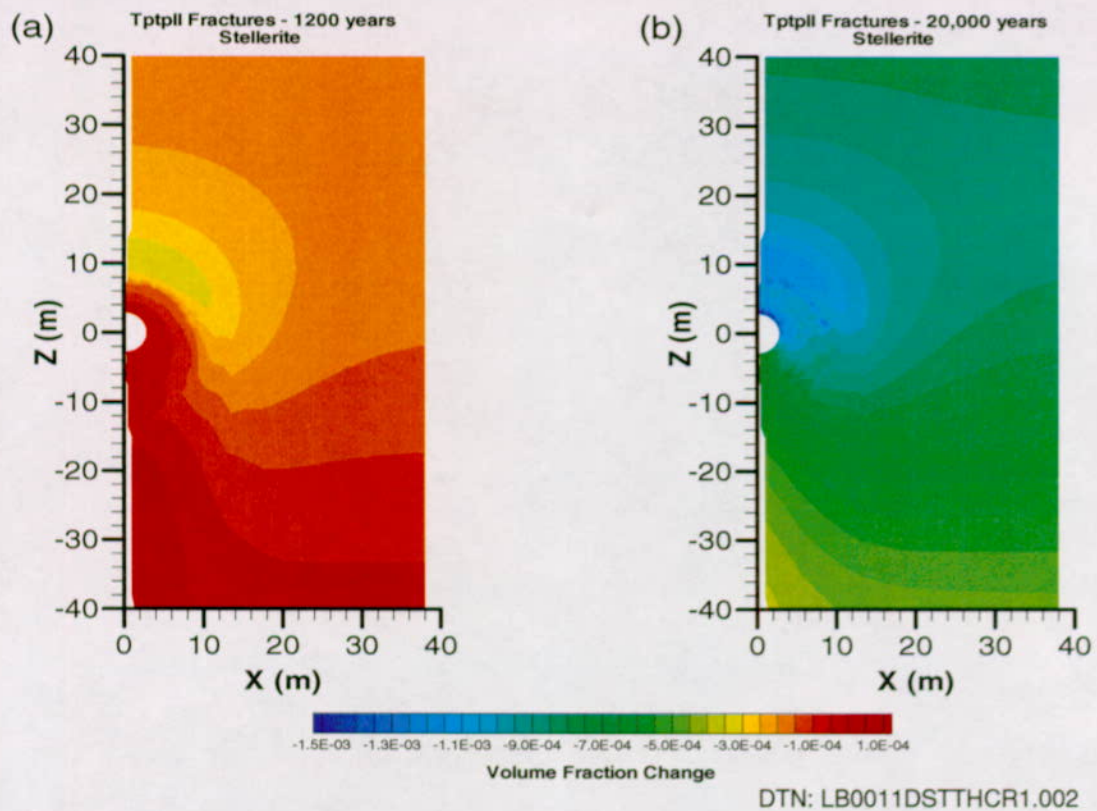 (a)
Tptpll Fractures - 1200 years
Stellerite
40
30
20
10
0
-10
-20
-30
-40
Z (m)
0 10 20 30 40
X (m)
(b)
Tptpll Fractures - 20,000 years
Stellerite
40
30
20
10
0
-10
-20
-30
-40
Z (m)
0 10 20 30 40
X (m)
-1.5E-03 -1.3E-03 -1.1E-03 -9.0E-04 -7.0E-04 -5.0E-04 -3.0E-04 -1.0E-04 1.0E-04
Volume Fraction Change
DTN: LB0011DSTTHCR1.002